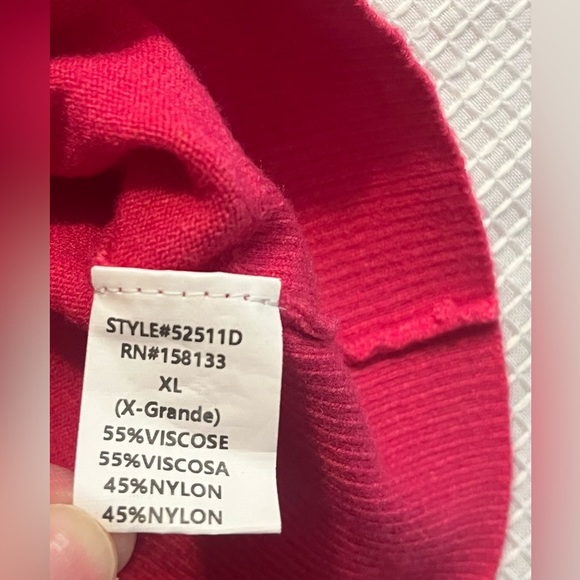 STYLE#52511D
RN#158133
XL
(X-Grande)
55%VISCOSE
55%VISCOSA
45%NYLON
45%NYLON